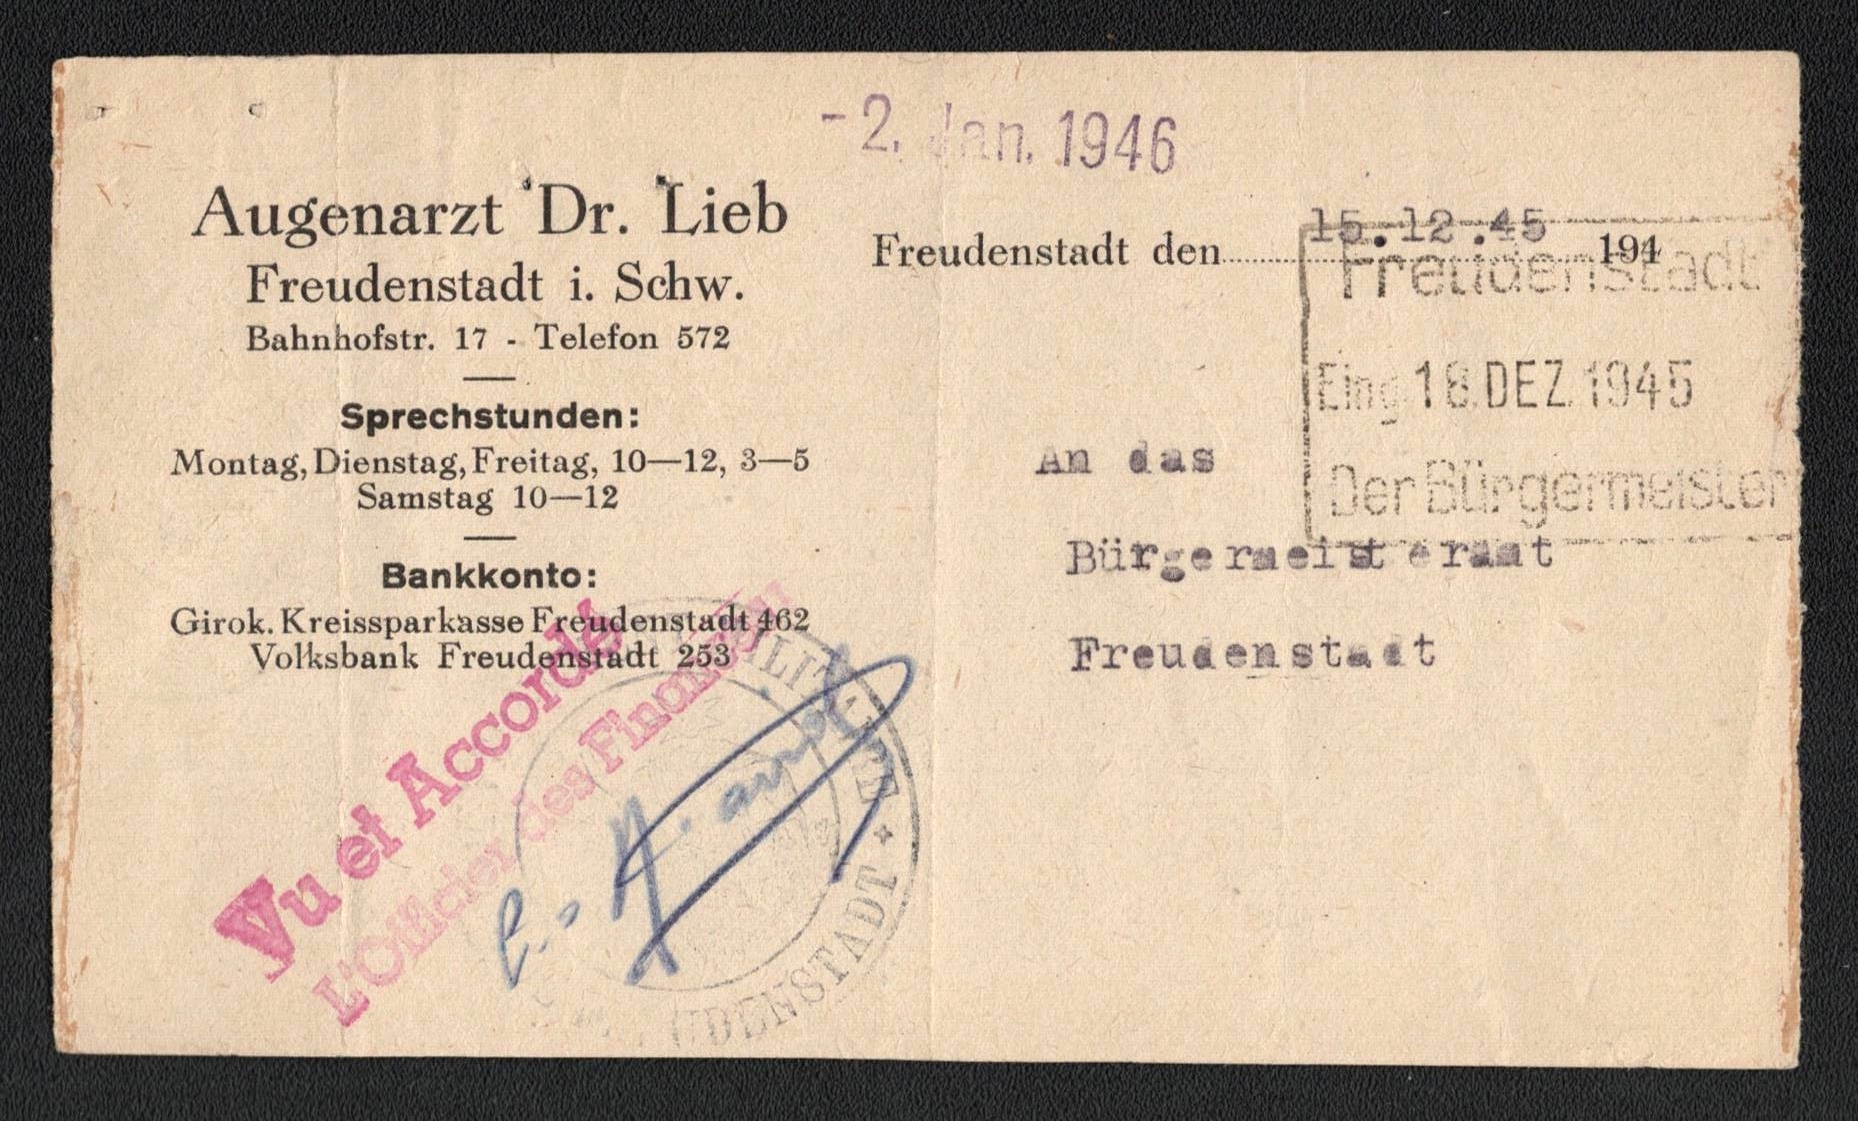 - 2. Jan. 1946
Augenarzt Dr. Lieb
Freudenstadt i. Schw.
Bahnhofstr. 17 - Telefon 572
Sprechstunden:
Montag, Dienstag, Freitag, 10—12, 3—5
Samstag 10—12
Bankkonto:
Girok. Kreissparkasse Freudenstadt 462
Volksbank Freudenstadt 253
Freudenstadt den 15.12.45 194
Freudenstadt
Eing 18. DEZ. 1945
Der Bürgermeister
An das
Bürgermeisteramt
Freudenstadt
Vu et Accordé
L'Officier des Finances
UDENSTADT